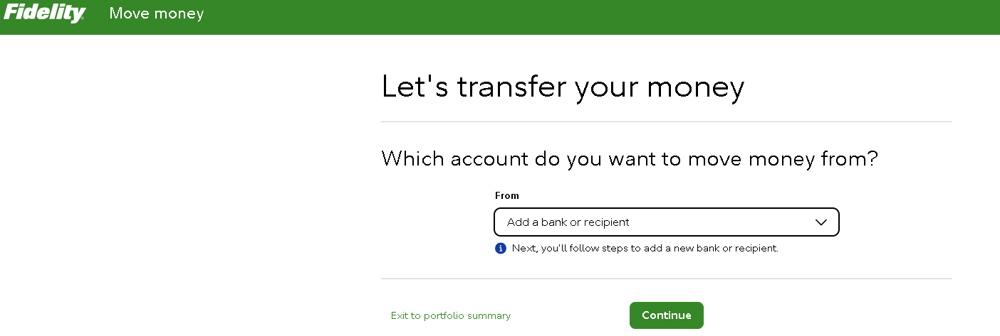 Fidelity Move money
Let's transfer your money
Which account do you want to move money from?
From
Add a bank or recipient
i Next, you'll follow steps to add a new bank or recipient.
Exit to portfolio summary Continue